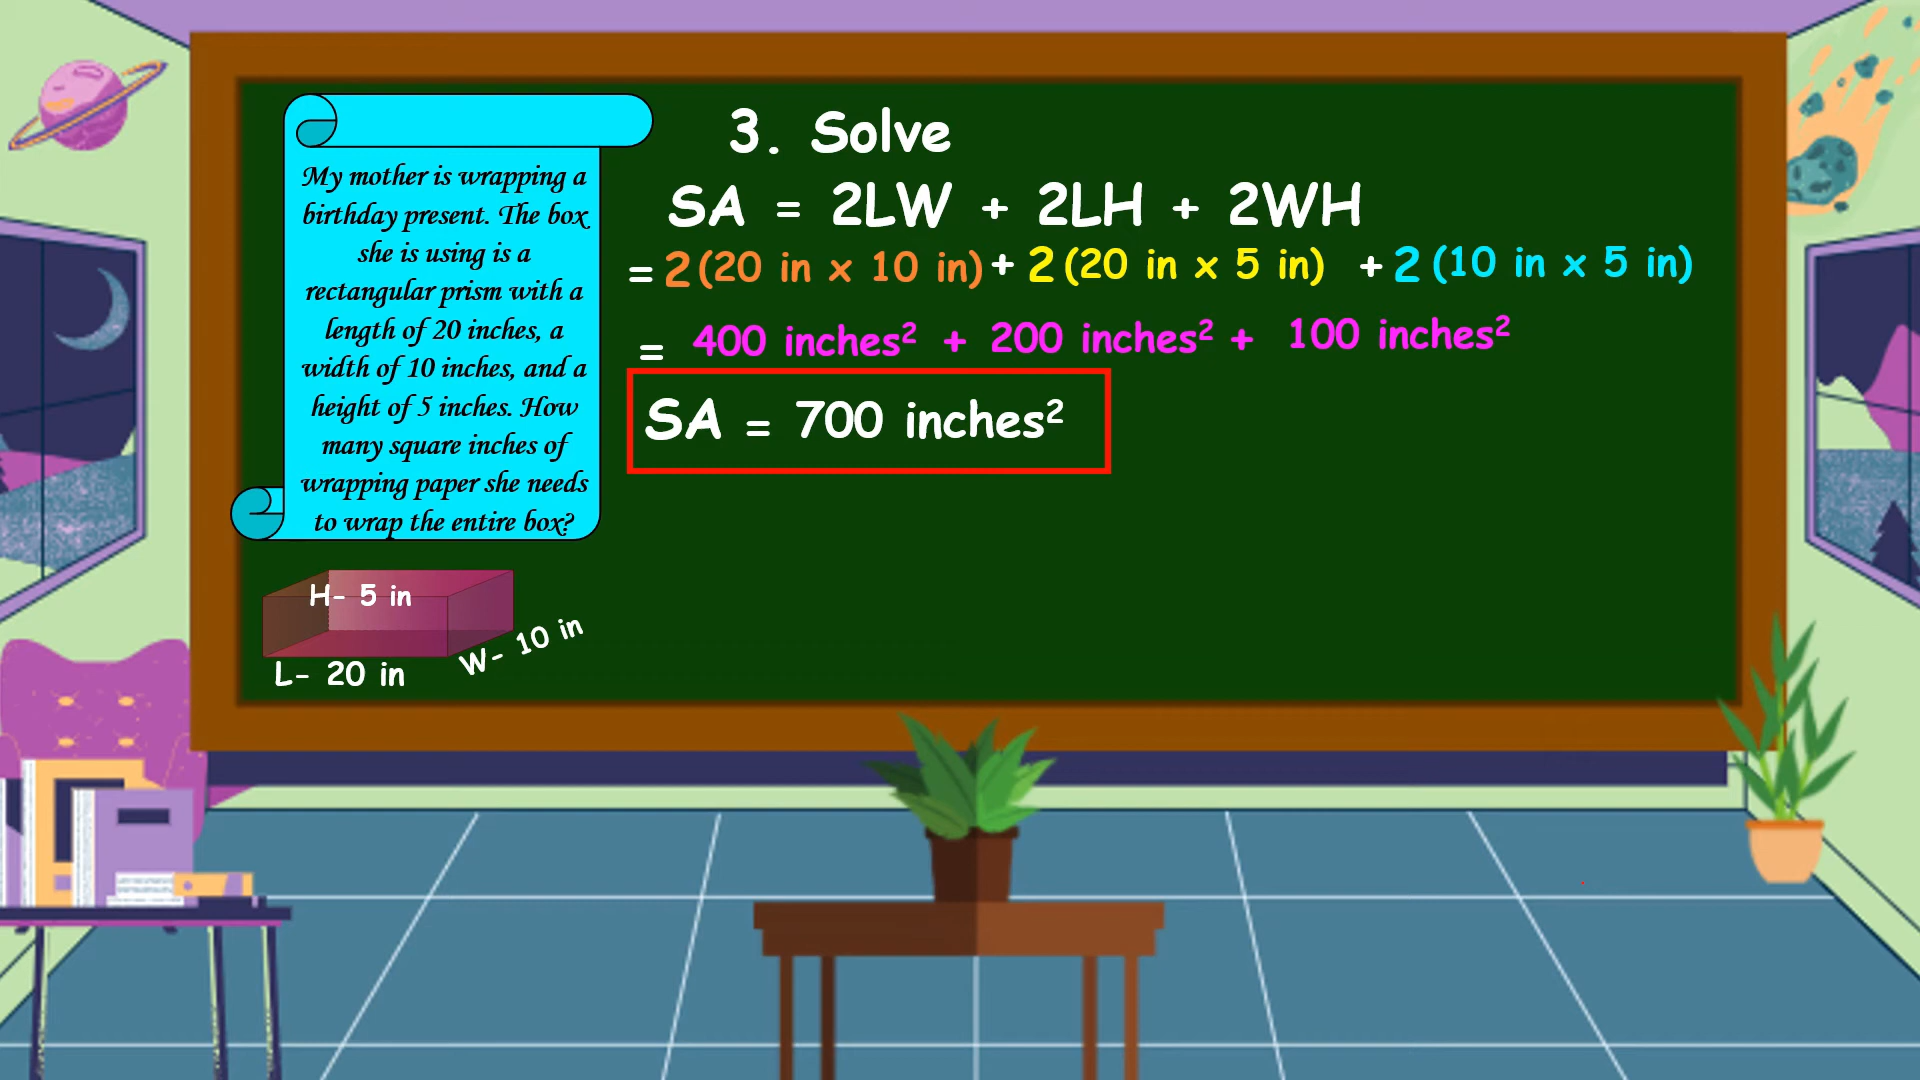 My mother is wrapping a
birthday present. The box
she is using is a
rectangular prism with a
length of 20 inches, a
width of 10 inches, and a
height of 5 inches. How
many square inches of
wrapping paper she needs
to wrap the entire box?
H- 5 in
W- 10 in
L- 20 in
3. Solve
SA = 2LW + 2LH + 2WH
= 2 (20 in x 10 in) + 2 (20 in x 5 in) + 2 (10 in x 5 in)
= 400 inches² + 200 inches² + 100 inches²
SA = 700 inches²